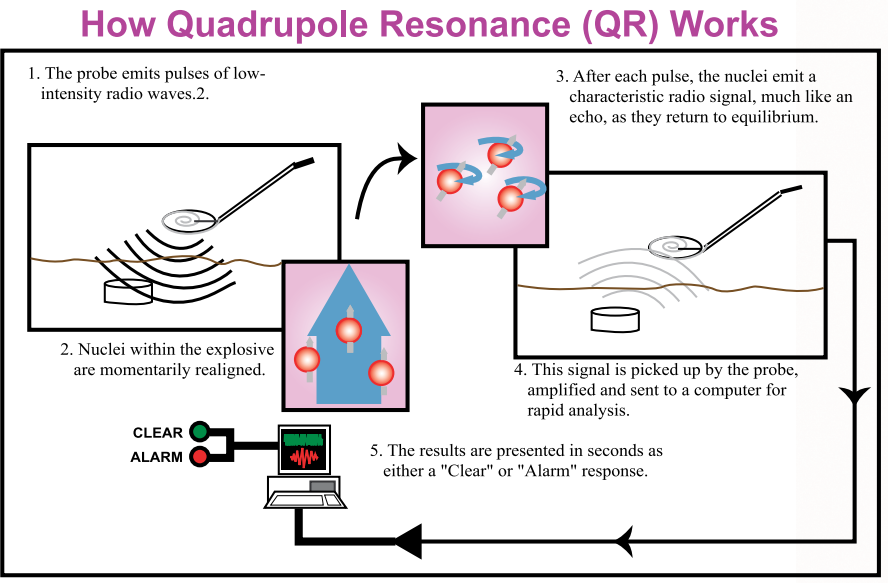 How Quadrupole Resonance (QR) Works
1. The probe emits pulses of low-
intensity radio waves.2.
2. Nuclei within the explosive
are momentarily realigned.
3. After each pulse, the nuclei emit a
characteristic radio signal, much like an
echo, as they return to equilibrium.
4. This signal is picked up by the probe,
amplified and sent to a computer for
rapid analysis.
CLEAR
ALARM
5. The results are presented in seconds as
either a "Clear" or "Alarm" response.